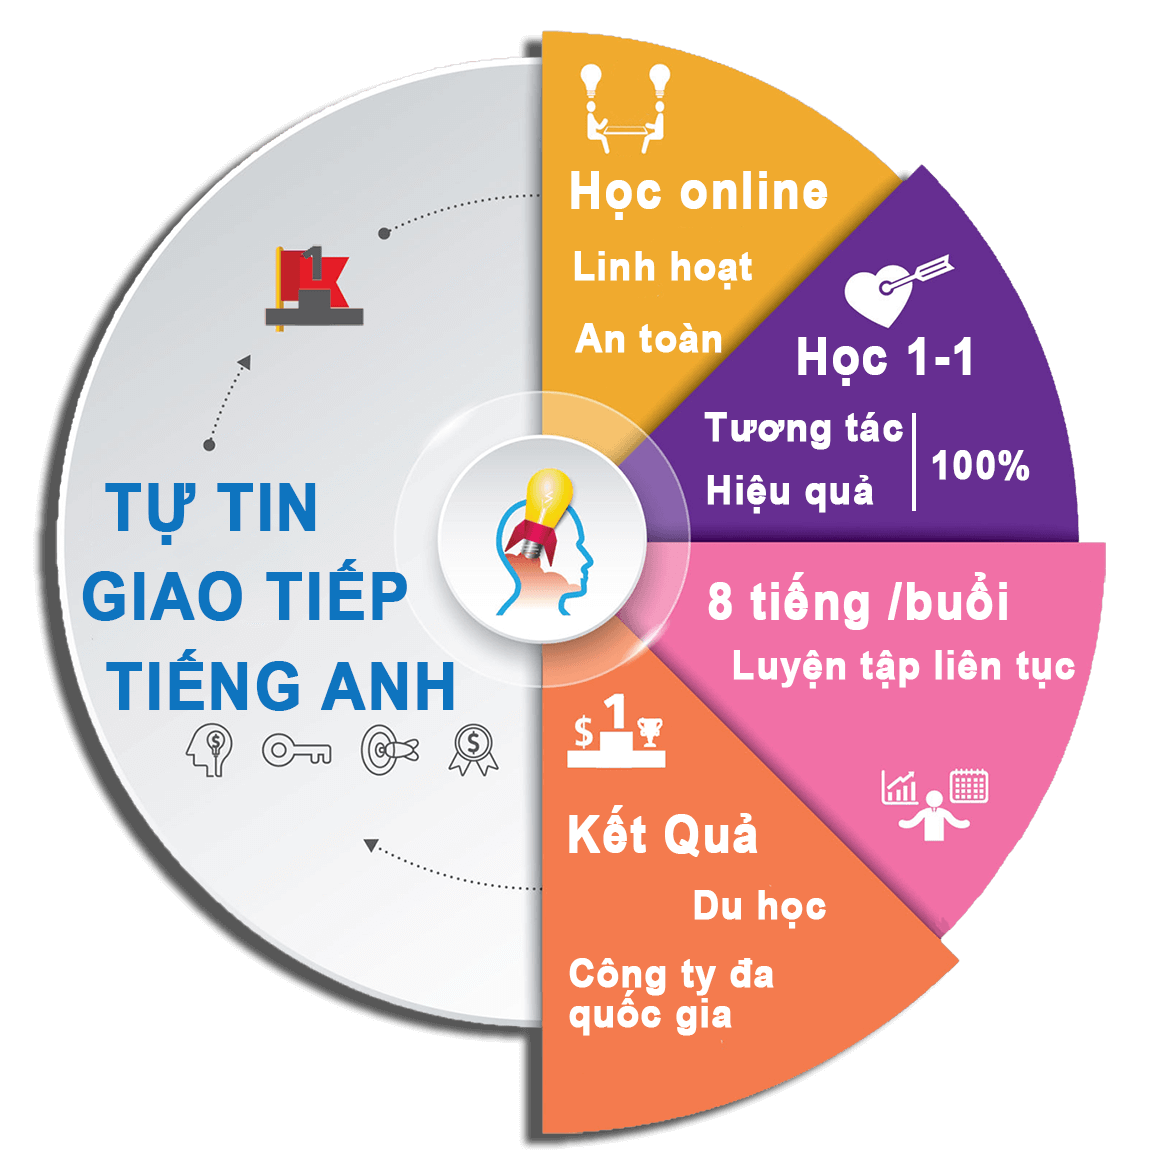 TỰ TIN
GIAO TIẾP
TIẾNG ANH
1
$
$
Học online
Linh hoạt
An toàn
Học 1-1
Tương tác
Hiệu quả
100%
8 tiếng /buổi
Luyện tập liên tục
$ 1
Kết Quả
Du học
Công ty đa
quốc gia